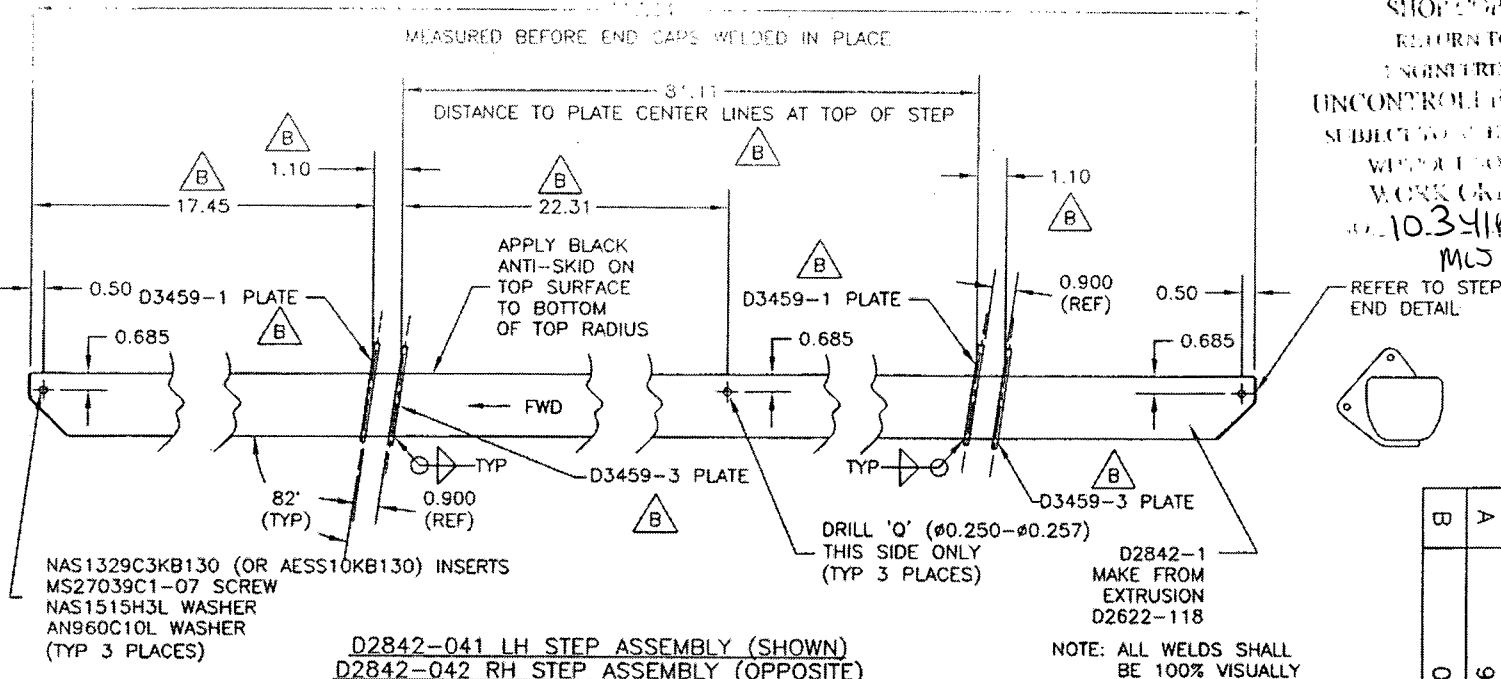 MEASURED BEFORE END CAPS WELDED IN PLACE
DISTANCE TO PLATE CENTER LINES AT TOP OF STEP
RETURN TO
B
1.10
B
17.45
B
22.31
B
1.10
B
APPLY BLACK
ANTI-SKID ON
TOP SURFACE
TO BOTTOM
OF TOP RADIUS
0.50
D3459-1 PLATE
B
0.685
B
D3459-1 PLATE
0.900
(REF)
0.50
REFER TO STEP
END DETAIL
0.685
0.685
FWD
TYP
TYP
D3459-3 PLATE
B
B
D3459-3 PLATE
82°
(TYP)
0.900
(REF)
DRILL 'Q' (ø0.250-ø0.257)
THIS SIDE ONLY
(TYP 3 PLACES)
D2842-1
MAKE FROM
EXTRUSION
D2622-118
NAS1329C3KB130 (OR AESS10KB130) INSERTS
MS27039C1-07 SCREW
NAS1515H3L WASHER
AN960C10L WASHER
(TYP 3 PLACES)
D2842-041 LH STEP ASSEMBLY (SHOWN)
D2842-042 RH STEP ASSEMBLY (OPPOSITE)
NOTE: ALL WELDS SHALL
BE 100% VISUALLY
A
B
MLJ